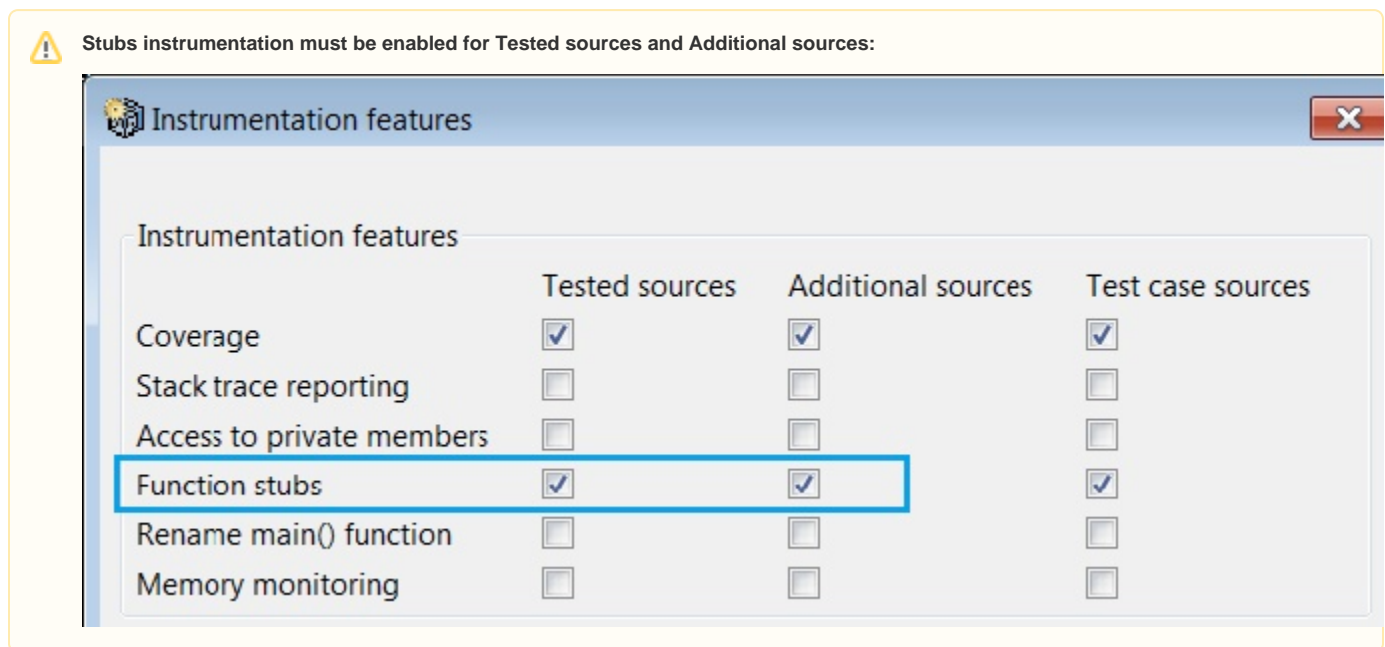 Stubs instrumentation must be enabled for Tested sources and Additional sources:
Instrumentation features
Instrumentation features
Tested sources Additional sources Test case sources
Coverage
Stack trace reporting
Access to private members
Function stubs
Rename main() function
Memory monitoring